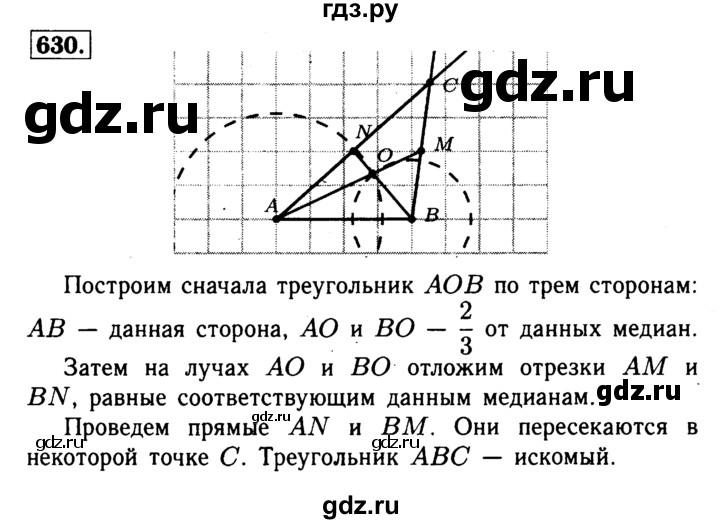 гдз.ру
630.
gdz.ru
gdz.ru
C
N
M
O
A
B
Построим сначала треугольник AOB по трем сторонам:
AB — данная сторона, AO и BO — 2/3 от данных медиан.
Затем на лучах AO и BO отложим отрезки AM и
gdz.ru
BN, равные соответствующим данным медианам.
gdz.ru
Проведем прямые AN и BM. Они пересекаются в
gdz.ru
некоторой точке C. Треугольник ABC — искомый.
gdz.ru
gdz.ru